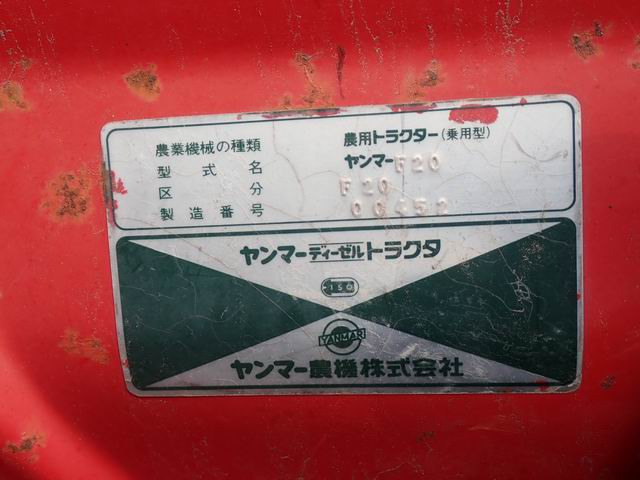 農業機械の種類 農用トラクター(乗用型)
型式名 ヤンマーF20
区分 F20
製造番号 00452
ヤンマーディーゼルトラクタ
ISO
YANMAR
ヤンマー農機株式会社